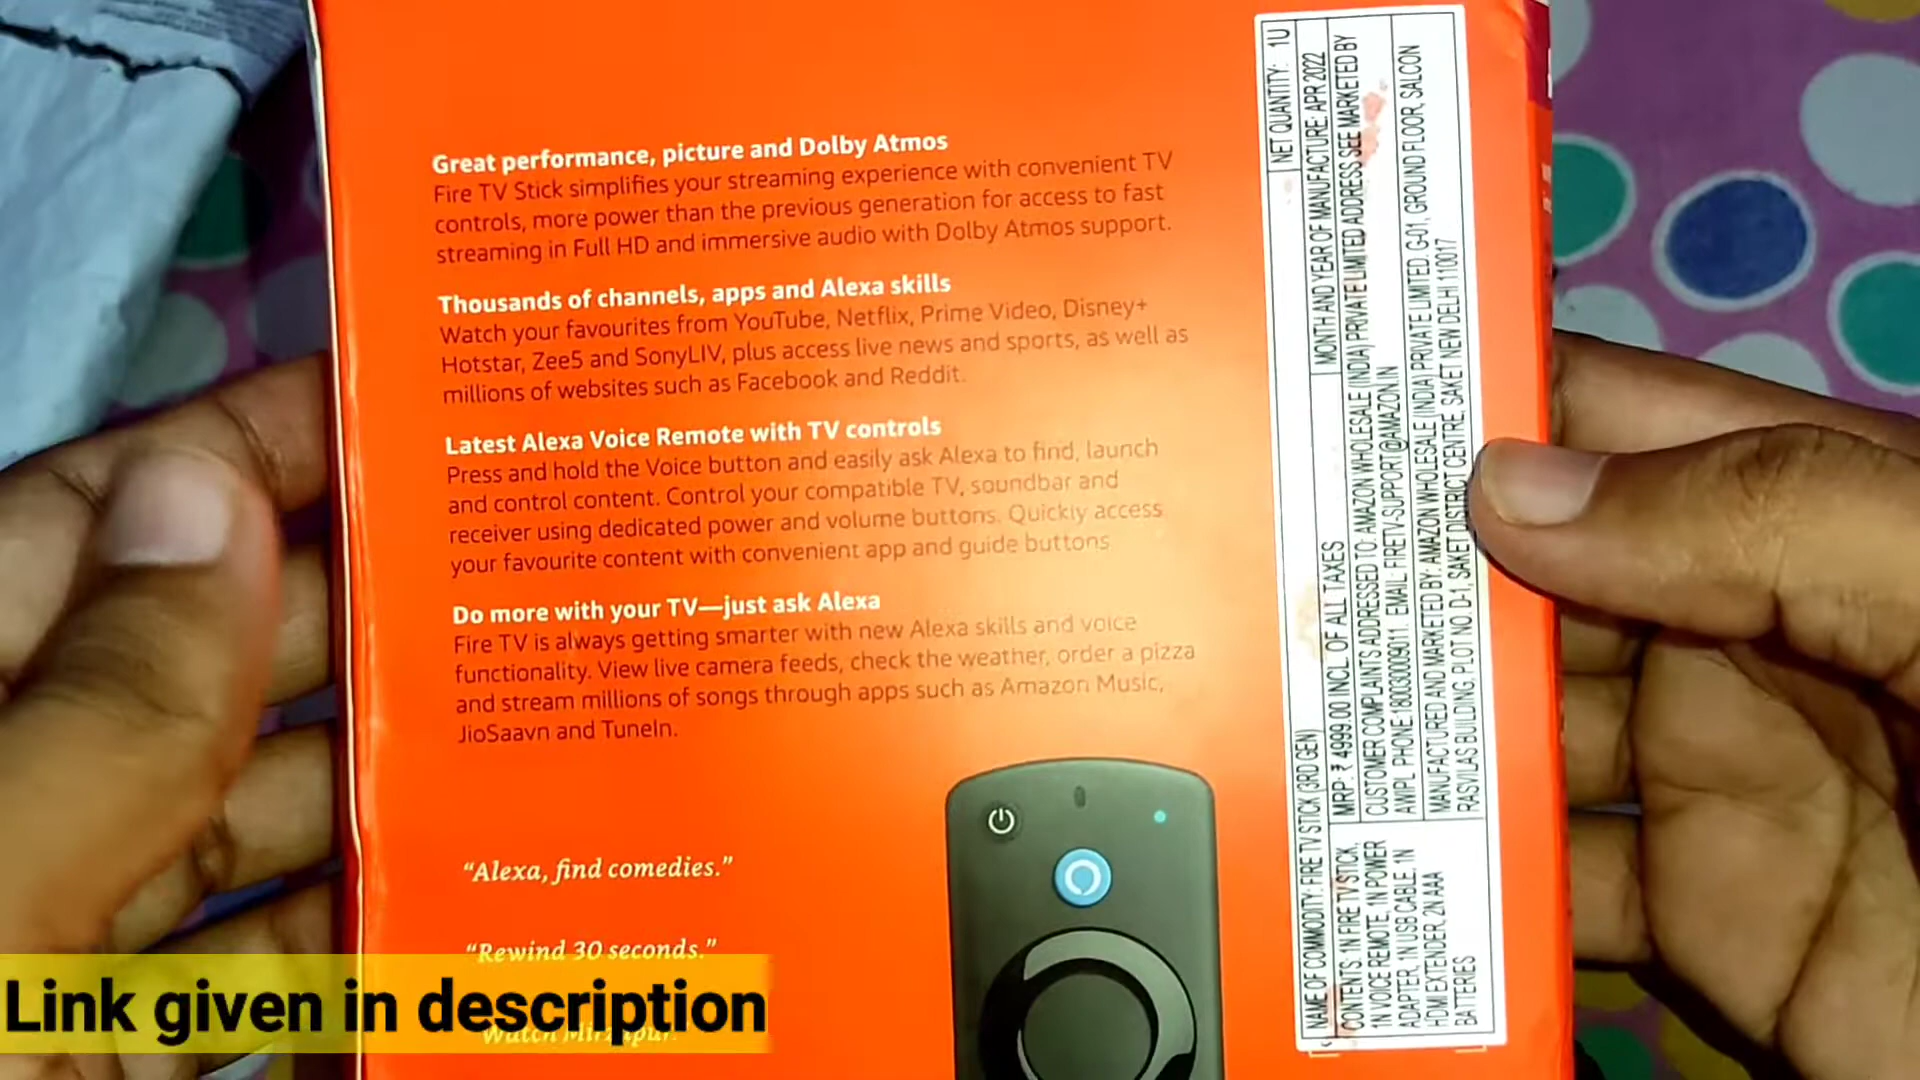 Great performance, picture and Dolby Atmos
Fire TV Stick simplifies your streaming experience with convenient TV
controls, more power than the previous generation for access to fast
streaming in Full HD and immersive audio with Dolby Atmos support.
Thousands of channels, apps and Alexa skills
Watch your favourites from YouTube, Netflix, Prime Video, Disney+
Hotstar, Zee5 and SonyLIV, plus access live news and sports, as well as
millions of websites such as Facebook and Reddit.
Latest Alexa Voice Remote with TV controls
Press and hold the Voice button and easily ask Alexa to find, launch
and control content. Control your compatible TV, soundbar and
receiver using dedicated power and volume buttons. Quickly access
your favourite content with convenient app and guide buttons
Do more with your TV—just ask Alexa
Fire TV is always getting smarter with new Alexa skills and voice
functionality. View live camera feeds, check the weather, order a pizza
and stream millions of songs through apps such as Amazon Music,
JioSaavn and TuneIn.
“Alexa, find comedies.”
“Rewind 30 seconds.”
“Watch Mirzapur.”
Link given in description
NAME OF COMMODITY: FIRE TV STICK (3RD GEN)
NET QUANTITY: 1U
CONTENTS: 1N FIRE TV STICK,
1N VOICE REMOTE, 1N POWER
ADAPTER, 1N USB CABLE, 1N
HDMI EXTENDER, 2N AAA
BATTERIES
MRP: ₹ 4999.00 INCL OF ALL TAXES
MONTH AND YEAR OF MANUFACTURE: APR 2022
CUSTOMER COMPLAINTS ADDRESSED TO: AMAZON WHOLESALE (INDIA) PRIVATE LIMITED ADDRESS SEE MARKETED BY
AWIPL PHONE:180030009011. EMAIL: FIRETVSUPPORT@AMAZON.IN
MANUFACTURED AND MARKETED BY: AMAZON WHOLESALE (INDIA) PRIVATE LIMITED. G-01, GROUND FLOOR, SALCON
RASVILAS BUILDING, PLOT NO. D-1, SAKET DISTRICT CENTRE, SAKET NEW DELHI 110017